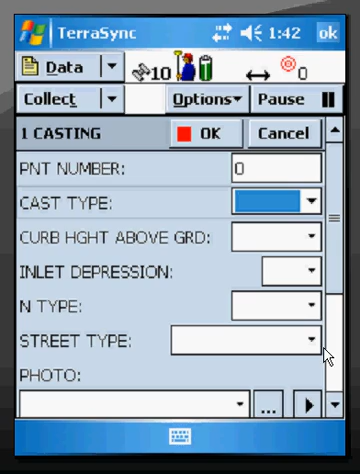 TerraSync 1:42 ok
Data 10 0
Collect Options Pause
1 CASTING OK Cancel
PNT NUMBER: 0
CAST TYPE:
CURB HGHT ABOVE GRD:
INLET DEPRESSION:
N TYPE:
STREET TYPE:
PHOTO:
...